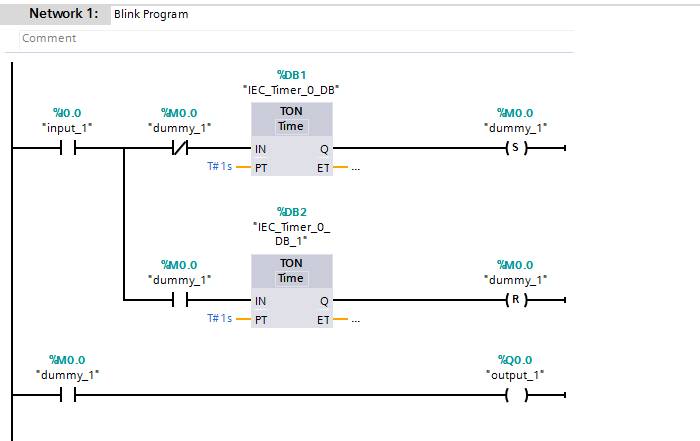 Network 1: Blink Program
Comment
%DB1
"IEC_Timer_0_DB"
%I0.0 %M0.0 TON %M0.0
"input_1" "dummy_1" Time "dummy_1"
IN Q S
T#1s PT ET ...
%DB2
"IEC_Timer_0_
DB_1"
%M0.0 TON %M0.0
"dummy_1" Time "dummy_1"
IN Q R
T#1s PT ET ...
%M0.0 %Q0.0
"dummy_1" "output_1"